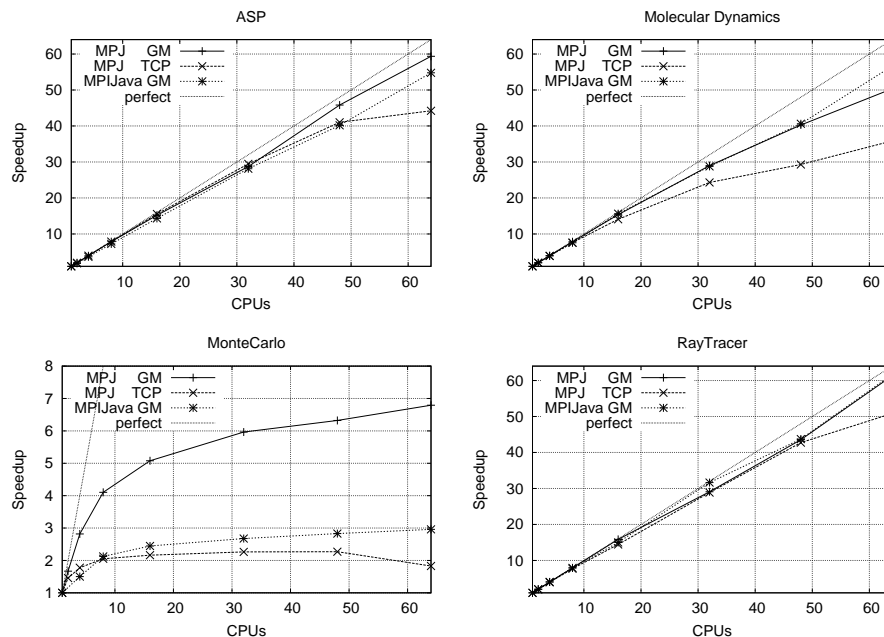 ASP
Speedup
60
50
40
30
20
10
MPJ GM
MPJ TCP
MPIJava GM
perfect
10 20 30 40 50 60
CPUs
Molecular Dynamics
Speedup
60
50
40
30
20
10
MPJ GM
MPJ TCP
MPIJava GM
perfect
10 20 30 40 50 60
CPUs
MonteCarlo
Speedup
8
7
6
5
4
3
2
1
MPJ GM
MPJ TCP
MPIJava GM
perfect
10 20 30 40 50 60
CPUs
RayTracer
Speedup
60
50
40
30
20
10
MPJ GM
MPJ TCP
MPIJava GM
perfect
10 20 30 40 50 60
CPUs